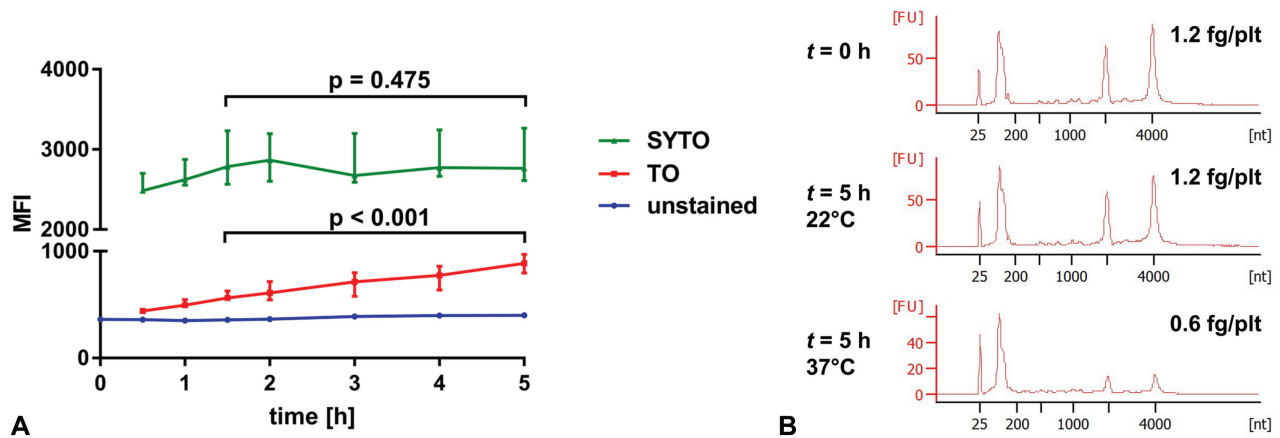 4000
3000
2000
1000
0
MFI
p = 0.475
p < 0.001
0 1 2 3 4 5
time [h]
SYTO
TO
unstained
A
t = 0 h
[FU]
50
0
1.2 fg/plt
25 200 1000 4000 [nt]
t = 5 h
22°C
[FU]
50
0
1.2 fg/plt
25 200 1000 4000 [nt]
t = 5 h
37°C
[FU]
40
20
0
0.6 fg/plt
25 200 1000 4000 [nt]
B